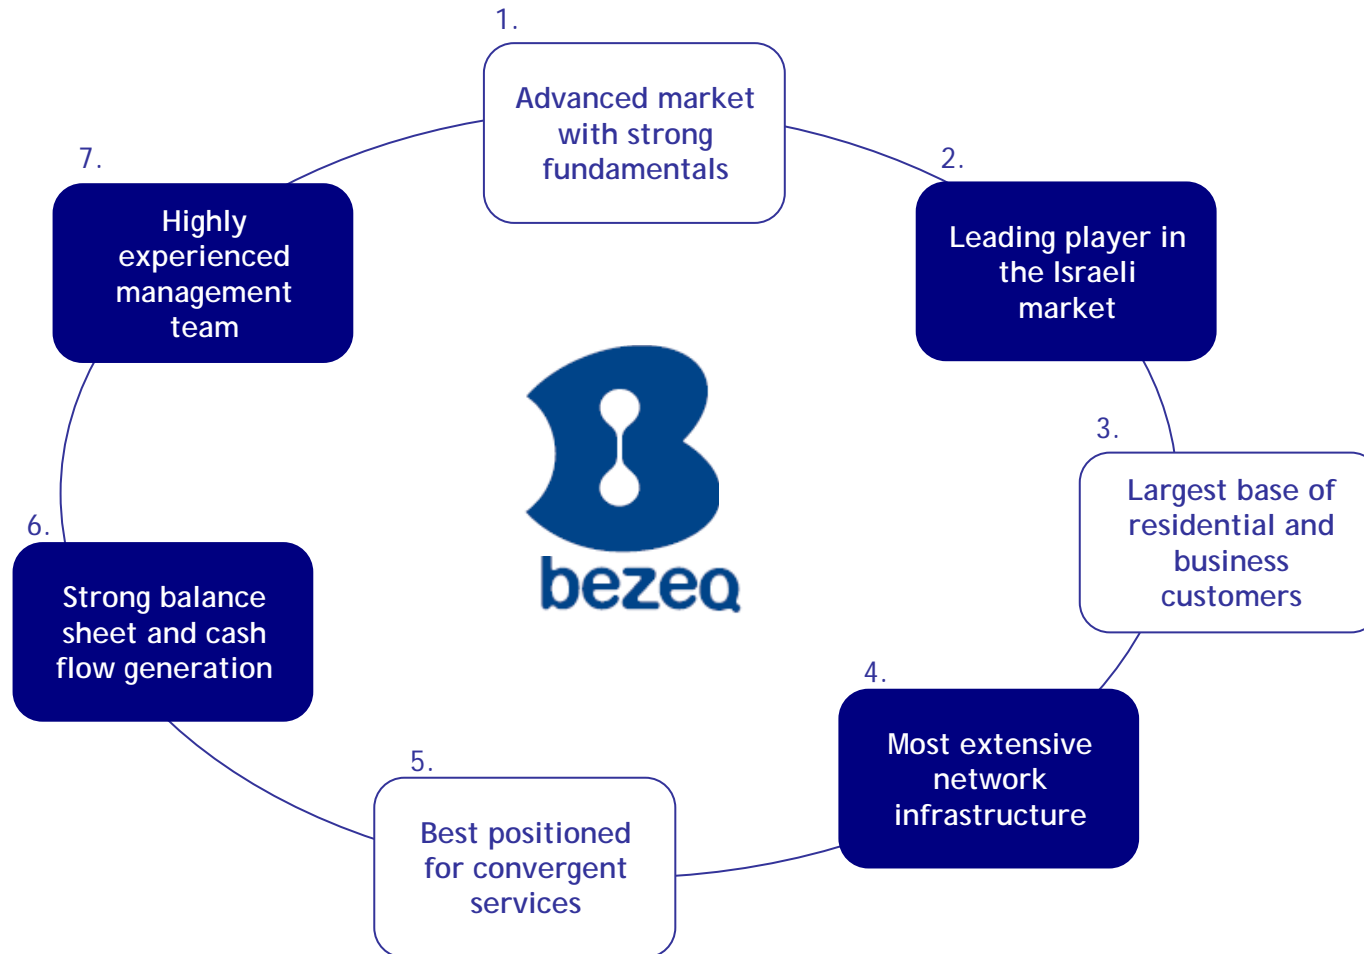 1.
Advanced market
with strong
fundamentals
2.
Leading player in
the Israeli
market
3.
Largest base of
residential and
business
customers
4.
Most extensive
network
infrastructure
5.
Best positioned
for convergent
services
6.
Strong balance
sheet and cash
flow generation
7.
Highly
experienced
management
team
bezeq